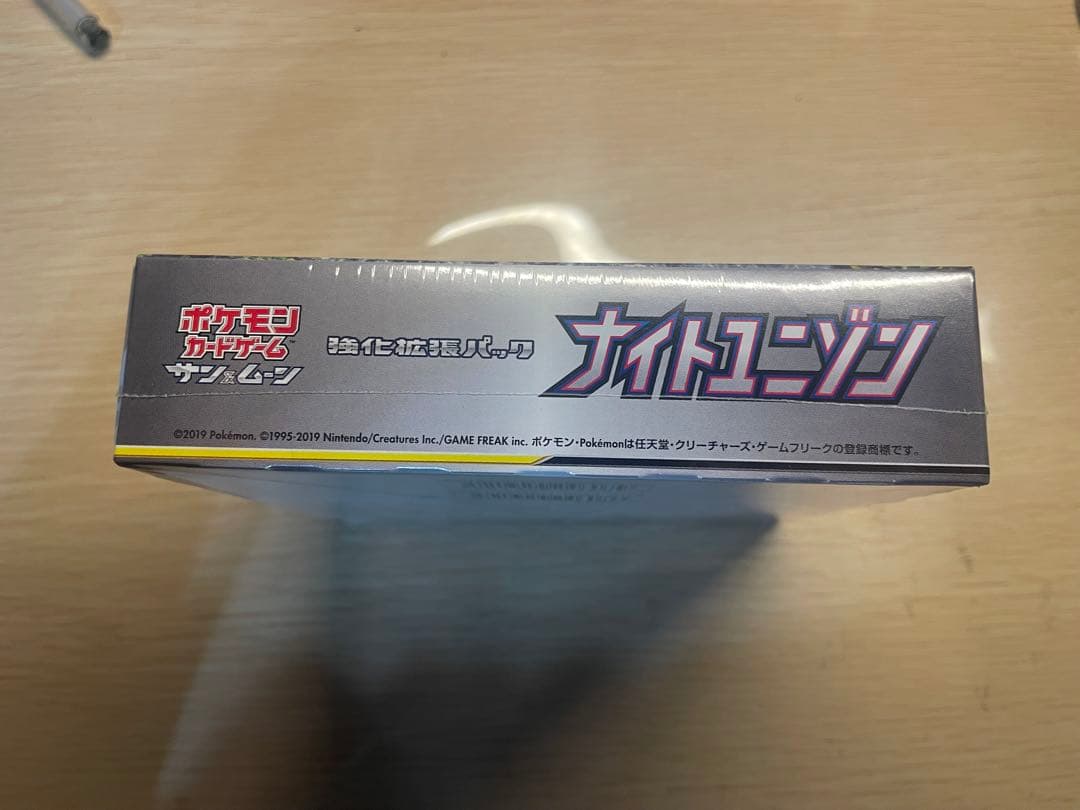 ポケモン
カードゲーム
サン&ムーン
強化拡張パック
ナイトユニゾン
©2019 Pokémon. ©1995-2019 Nintendo/Creatures Inc./GAME FREAK inc. ポケモン・Pokémonは任天堂・クリーチャーズ・ゲームフリークの登録商標です。